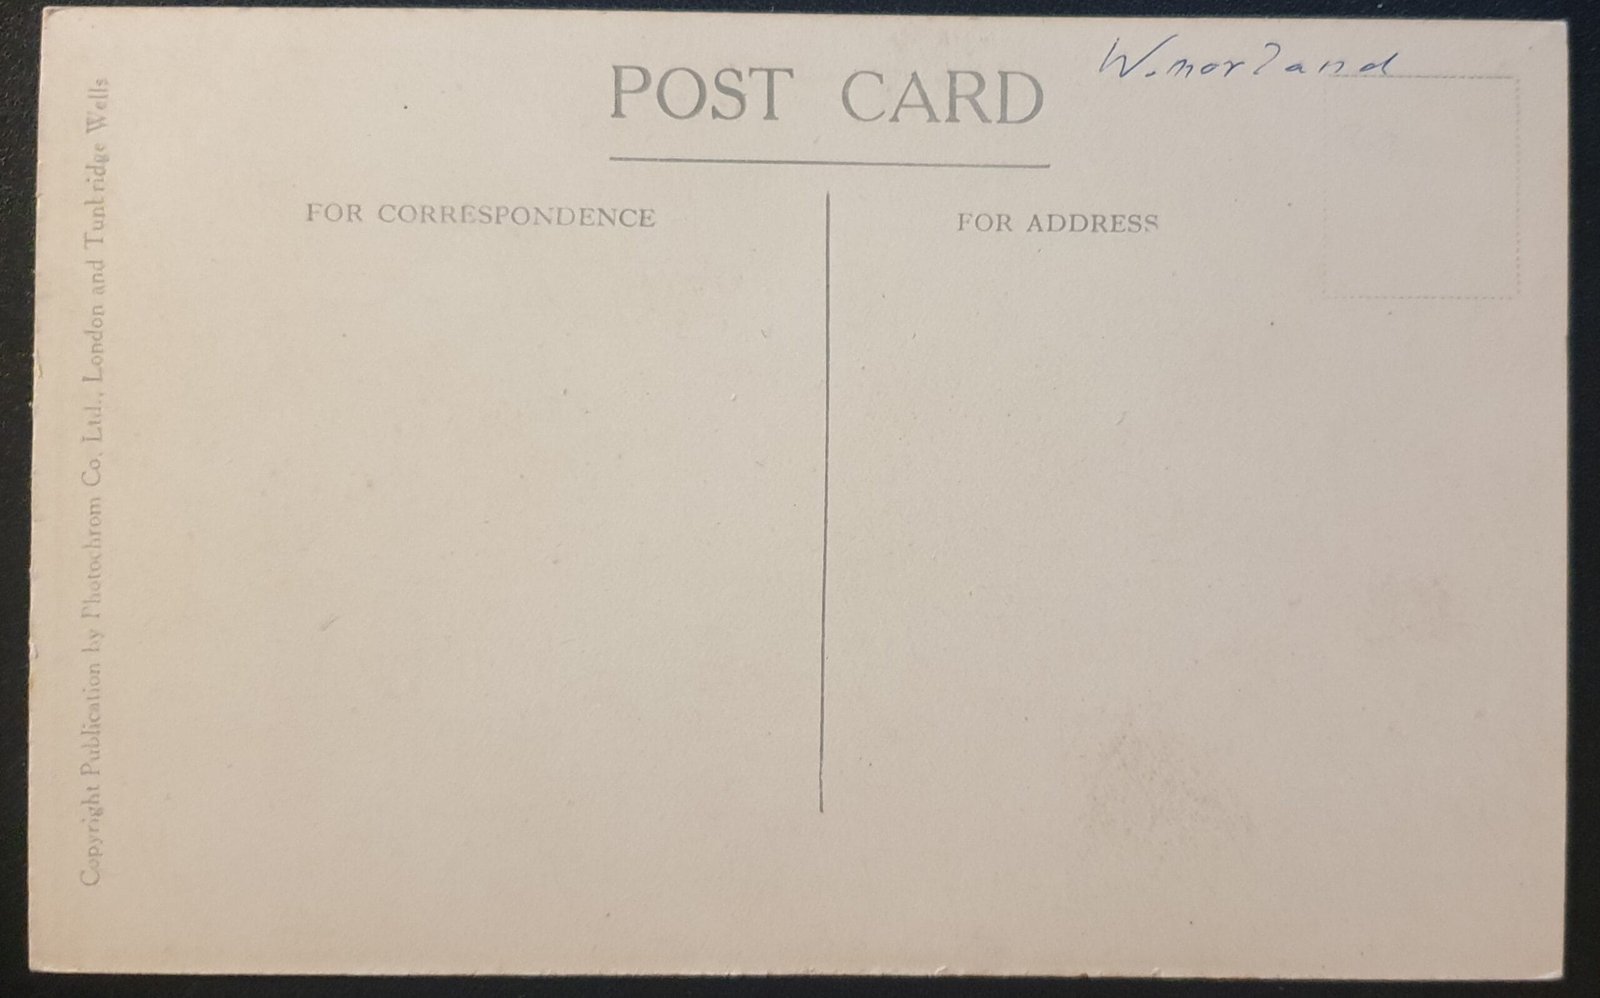 W.morland
POST CARD
FOR CORRESPONDENCE
FOR ADDRESS
Copyright Publication by Photochrom Co. Ltd., London and Tunbridge Wells